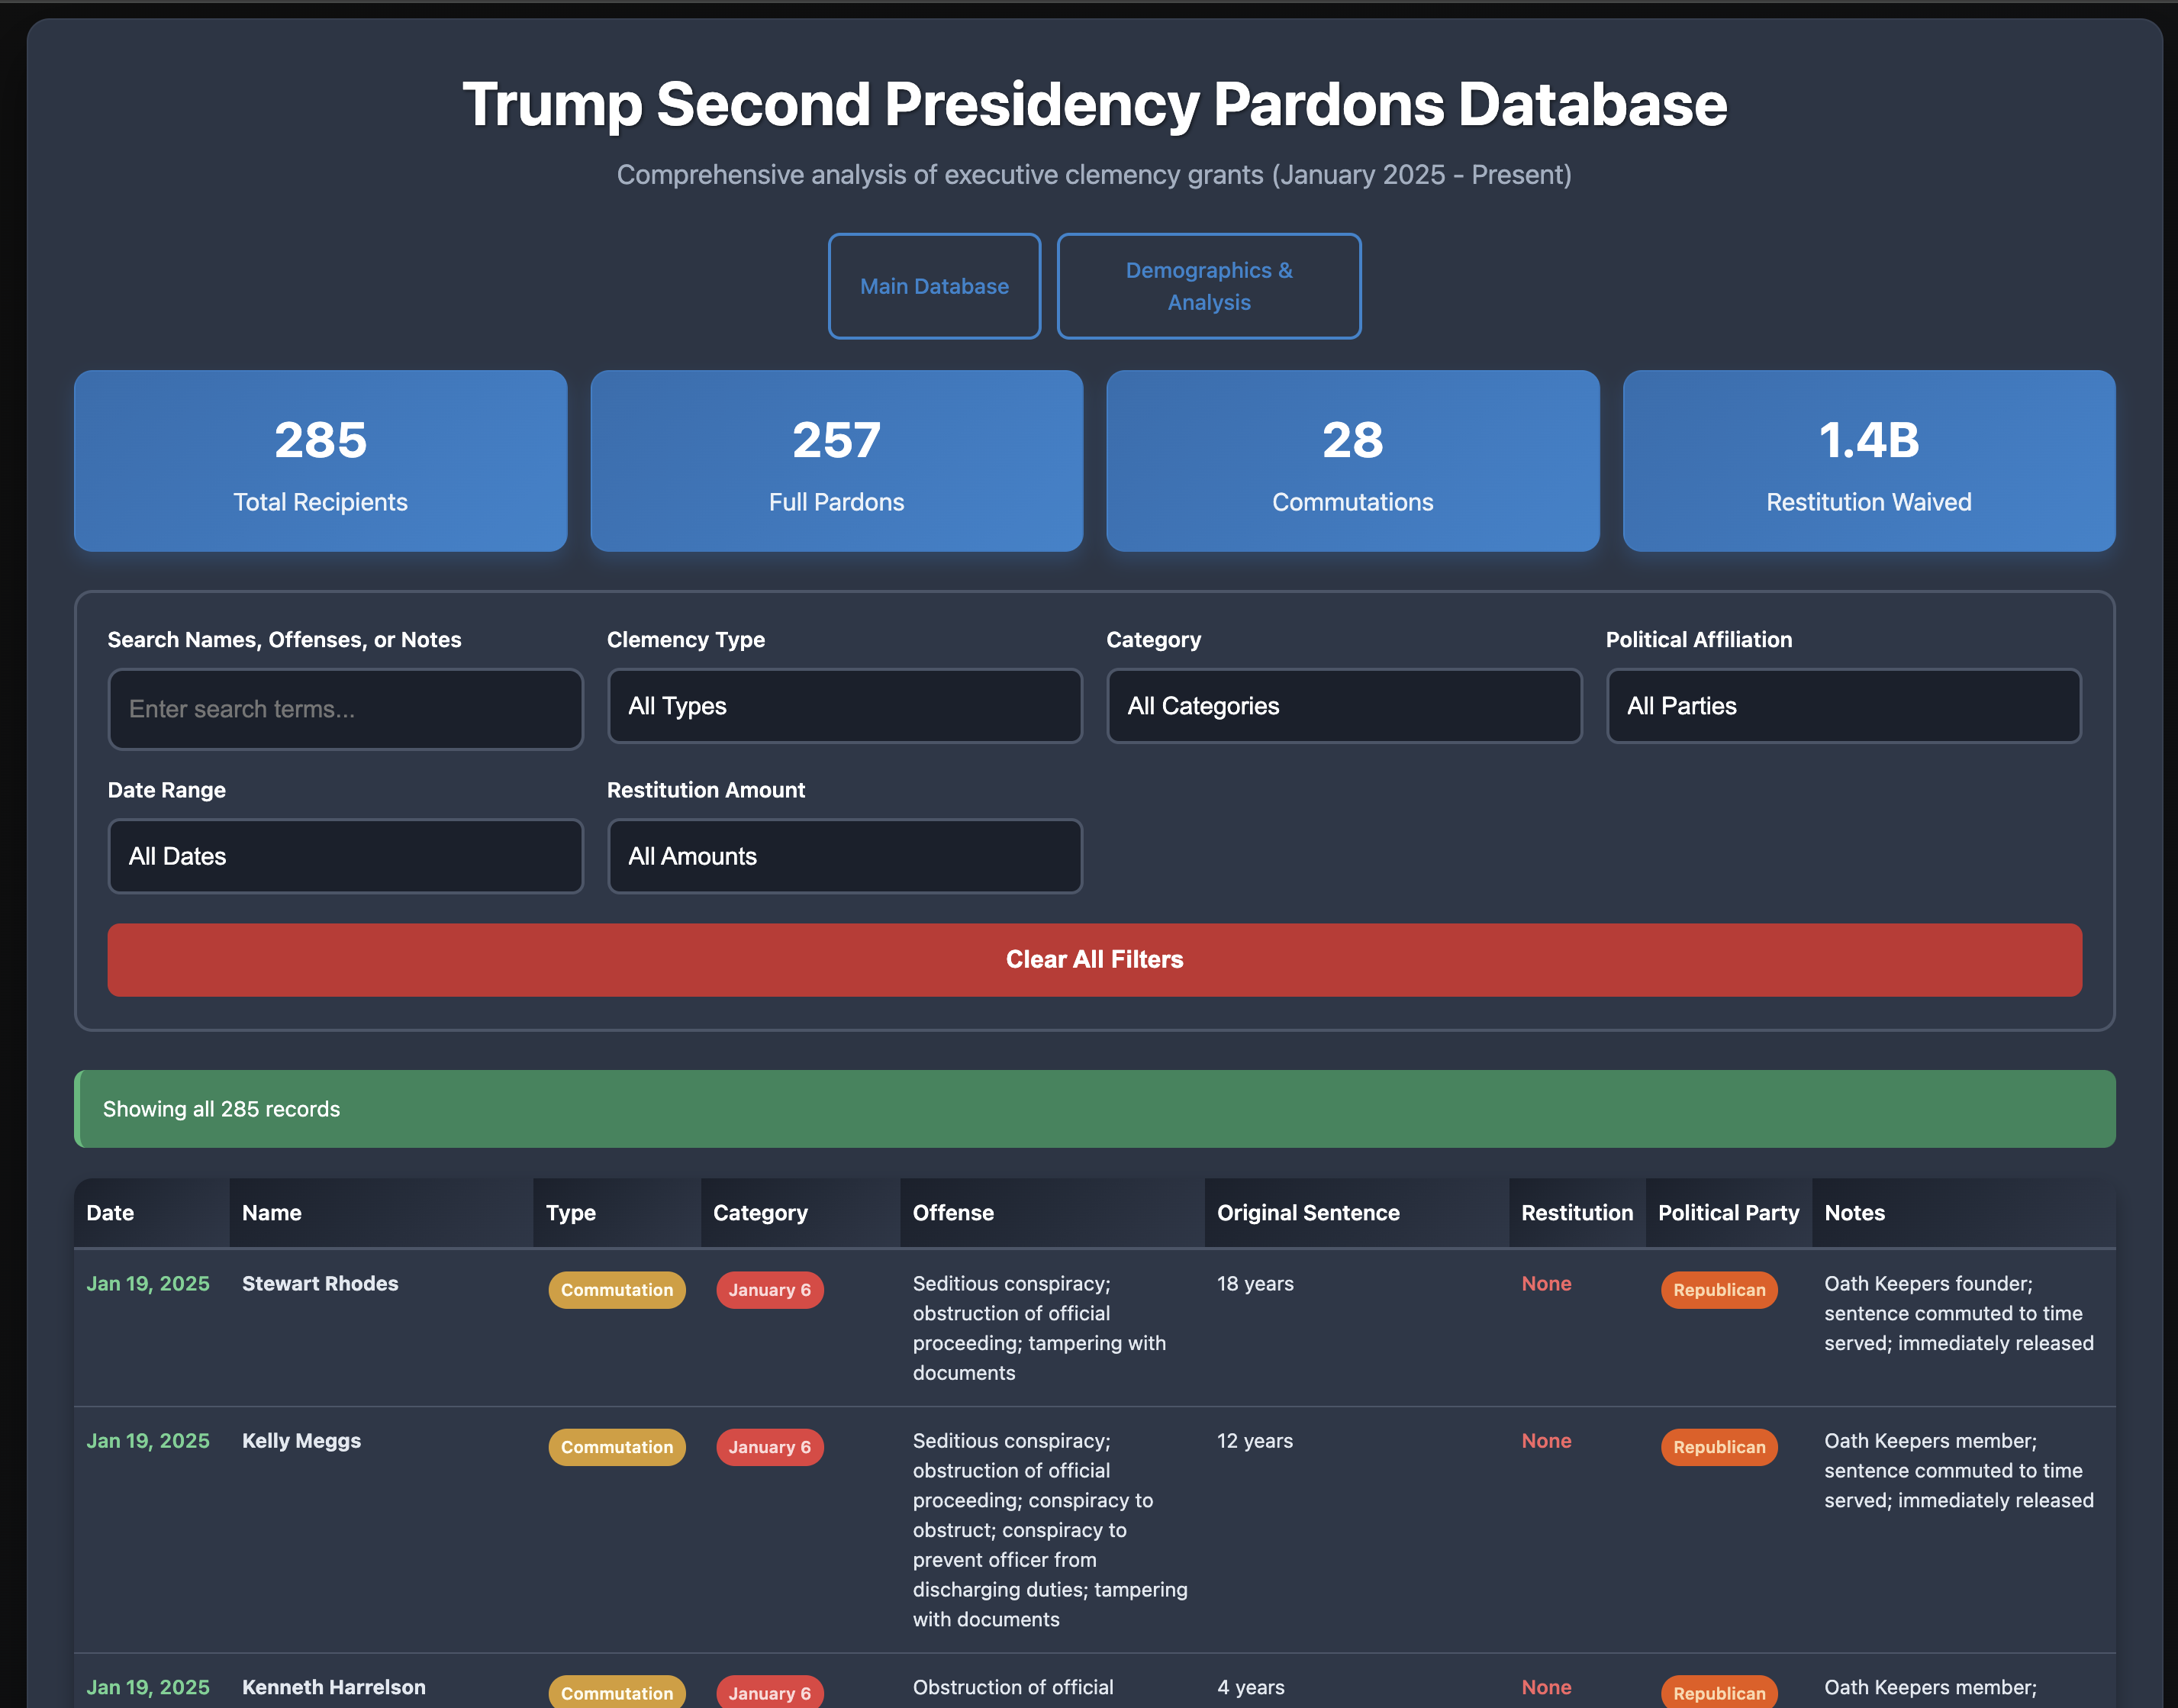 Trump Second Presidency Pardons Database
Comprehensive analysis of executive clemency grants (January 2025 - Present)
Main Database
Demographics &
Analysis
285
Total Recipients
257
Full Pardons
28
Commutations
1.4B
Restitution Waived
Search Names, Offenses, or Notes
Enter search terms...
Clemency Type
All Types
Category
All Categories
Political Affiliation
All Parties
Date Range
All Dates
Restitution Amount
All Amounts
Clear All Filters
Showing all 285 records
Date Name Type Category Offense Original Sentence Restitution Political Party Notes
Jan 19, 2025 Stewart Rhodes Commutation January 6 Seditious conspiracy; 18 years None Republican Oath Keepers founder;
obstruction of official sentence commuted to time
proceeding; tampering with served; immediately released
documents
Jan 19, 2025 Kelly Meggs Commutation January 6 Seditious conspiracy; 12 years None Republican Oath Keepers member;
obstruction of official sentence commuted to time
proceeding; conspiracy to served; immediately released
obstruct; conspiracy to
prevent officer from
discharging duties; tampering
with documents
Jan 19, 2025 Kenneth Harrelson Commutation January 6 Obstruction of official 4 years None Republican Oath Keepers member;